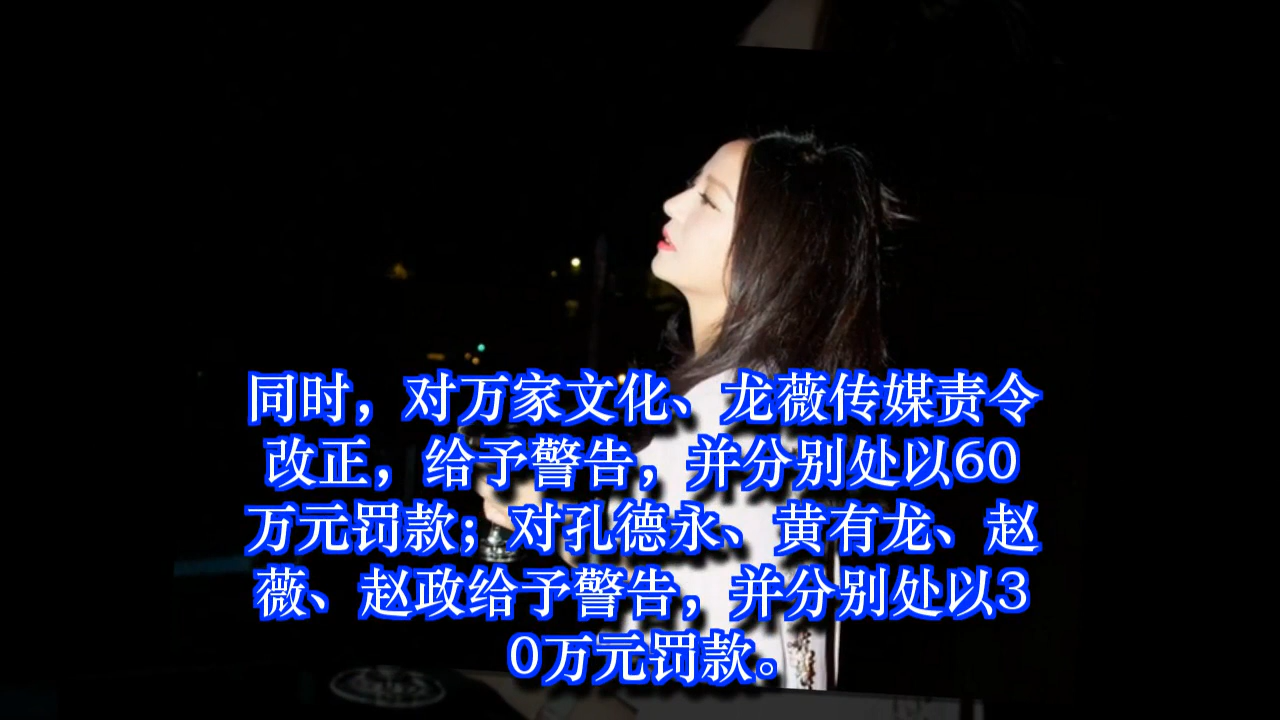 同时，对万家文化、龙薇传媒责令
改正，给予警告，并分别处以60
万元罚款；对孔德永、黄有龙、赵
薇、赵政给予警告，并分别处以3
0万元罚款。